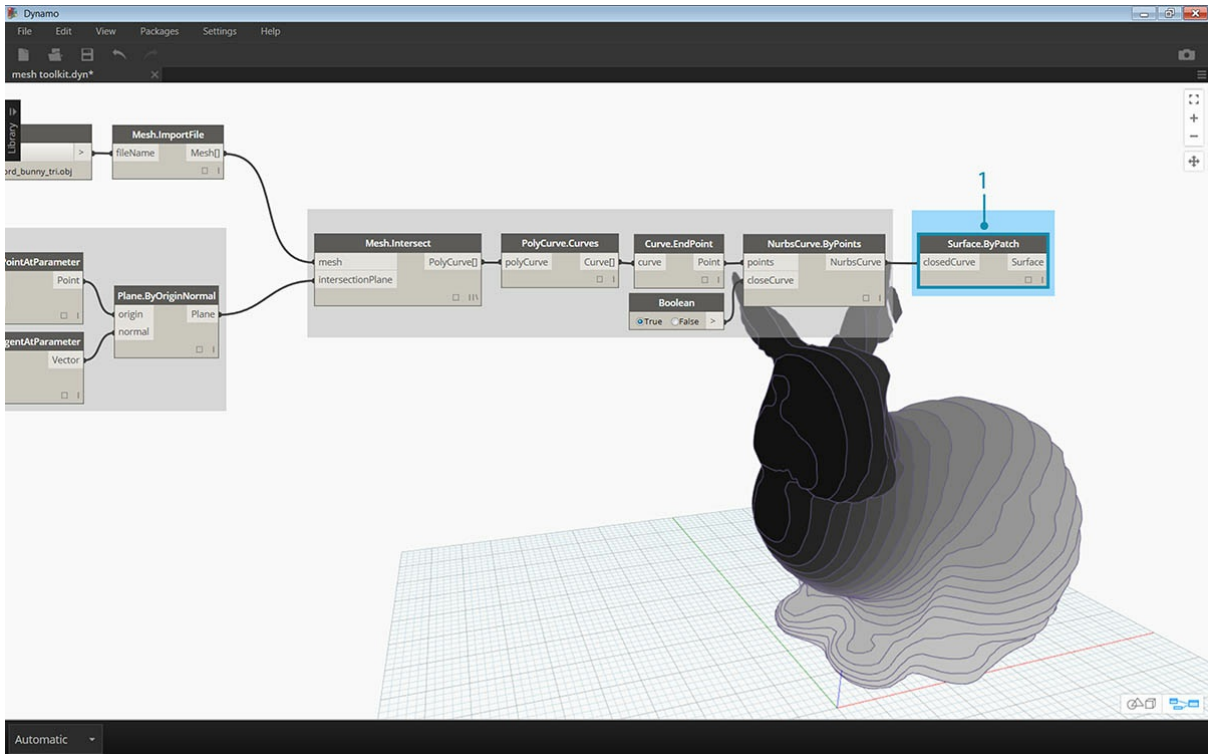 Dynamo
File Edit View Packages Settings Help
mesh toolkit.dyn*
Library
Mesh.ImportFile
> fileName Mesh[]
ord_bunny_tri.obj
1
Mesh.Intersect PolyCurve.Curves Curve.EndPoint NurbsCurve.ByPoints Surface.ByPatch
mesh PolyCurve[] polyCurve Curve[] curve Point points NurbsCurve closedCurve Surface
intersectionPlane closeCurve
Boolean
True False >
PointAtParameter
Point
Plane.ByOriginNormal
origin Plane
normal
gentAtParameter
Vector
Automatic